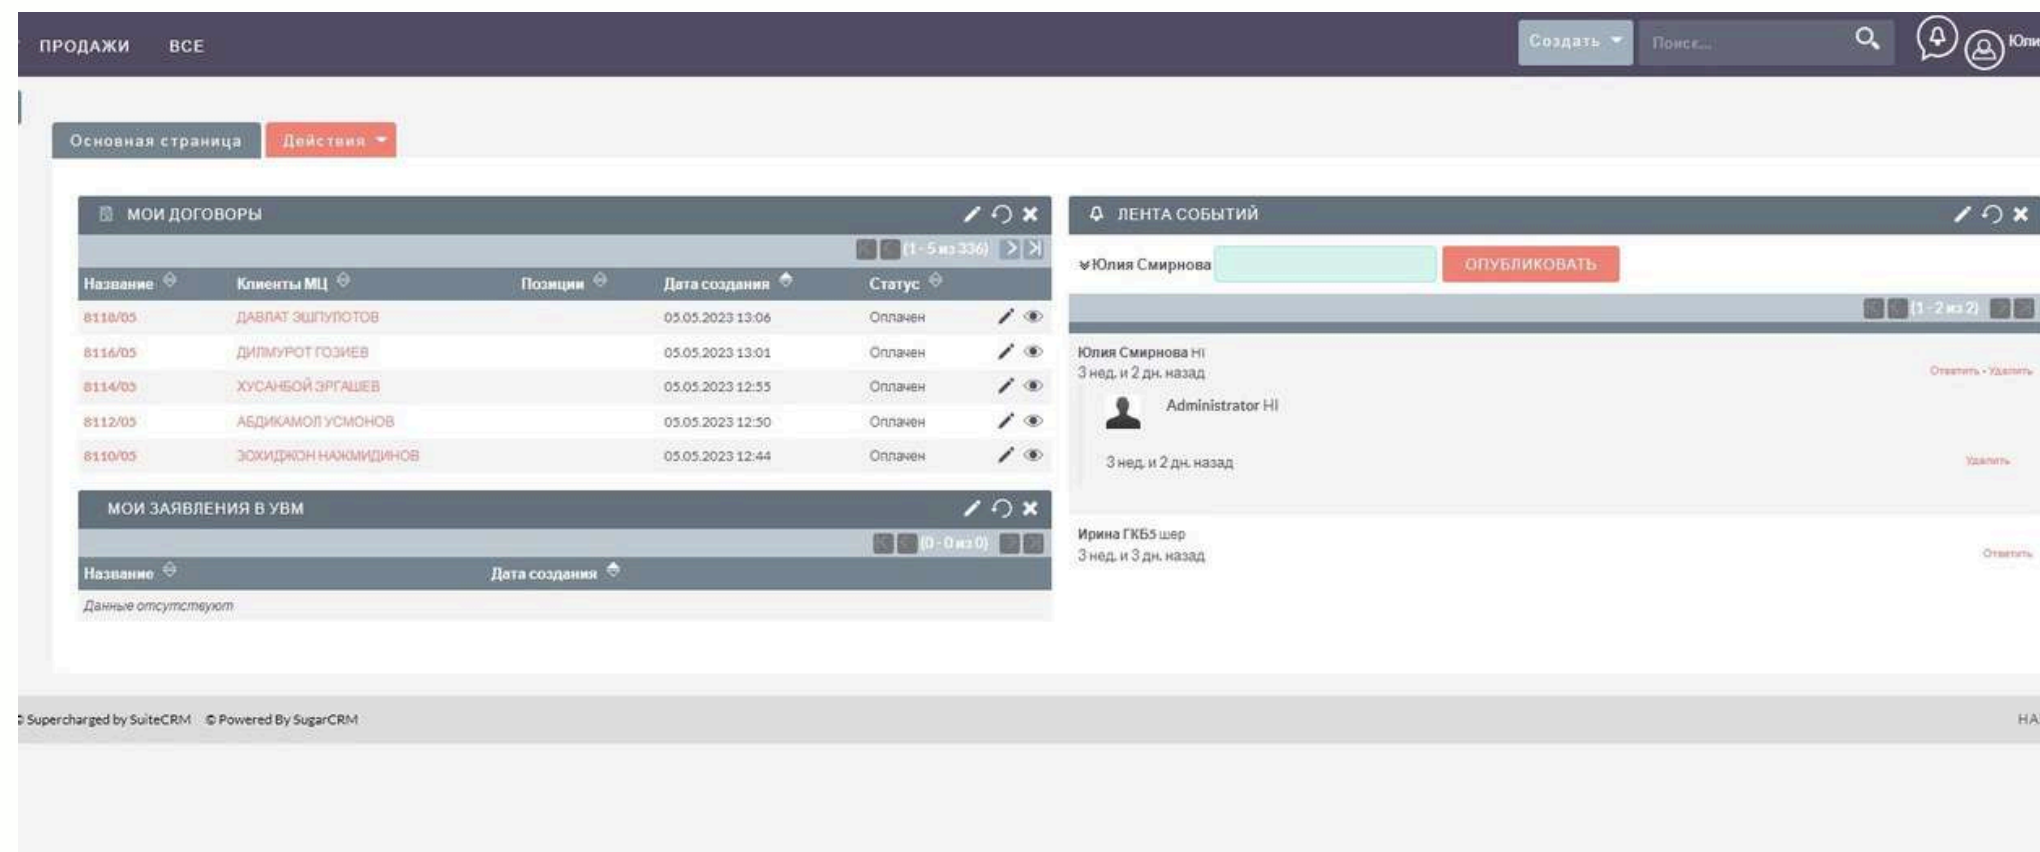 ПРОДАЖИ ВСЕ Создать Поиск... Юли
Основная страница Действия
МОИ ДОГОВОРЫ
(1 - 5 из 336)
Название Клиенты МЦ Позиции Дата создания Статус
8118/05 ДАВЛАТ ЭШПУЛОТОВ 05.05.2023 13:06 Оплачен
8116/05 ДИЛМУРОТ ГОЗИЕВ 05.05.2023 13:01 Оплачен
8114/05 ХУСАНБОЙ ЭРГАШЕВ 05.05.2023 12:55 Оплачен
8112/05 АБДИКАМОЛ УСМОНОВ 05.05.2023 12:50 Оплачен
8110/05 ЗОХИДЖОН НАЖМИДИНОВ 05.05.2023 12:44 Оплачен
МОИ ЗАЯВЛЕНИЯ В УВМ
(0 - 0 из 0)
Название Дата создания
Данные отсутствуют
ЛЕНТА СОБЫТИЙ
Юлия Смирнова ОПУБЛИКОВАТЬ
(1 - 2 из 2)
Юлия Смирнова HI
3 нед. и 2 дн. назад Ответить - Удалить
Administrator HI
3 нед. и 2 дн. назад Удалить
Ирина ГКБ5 шер
3 нед. и 3 дн. назад Ответить
© Supercharged by SuiteCRM © Powered By SugarCRM НА